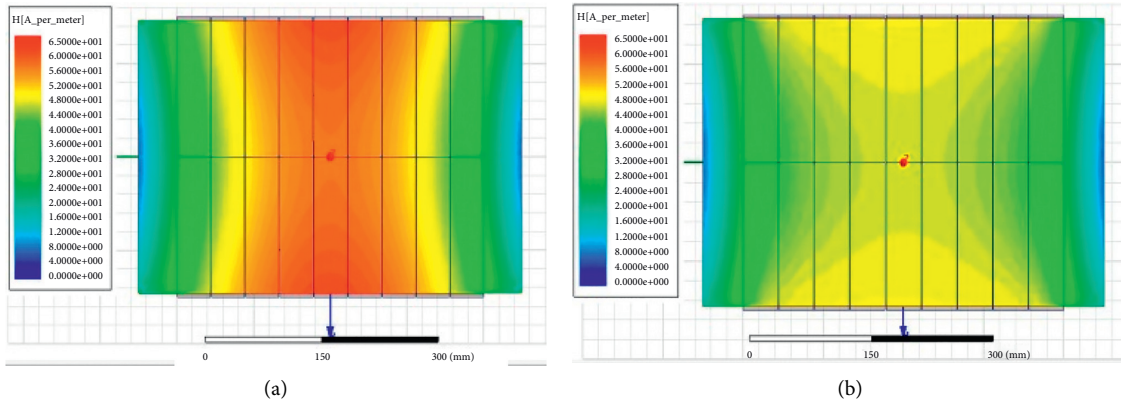 H[A_per_meter]
6.5000e+001
6.0000e+001
5.6000e+001
5.2000e+001
4.8000e+001
4.4000e+001
4.0000e+001
3.6000e+001
3.2000e+001
2.8000e+001
2.4000e+001
2.0000e+001
1.6000e+001
1.2000e+001
8.0000e+000
4.0000e+000
0.0000e+000
0 150 300 (mm)
(a)
H[A_per_meter]
6.5000e+001
6.0000e+001
5.6000e+001
5.2000e+001
4.8000e+001
4.4000e+001
4.0000e+001
3.6000e+001
3.2000e+001
2.8000e+001
2.4000e+001
2.0000e+001
1.6000e+001
1.2000e+001
8.0000e+000
4.0000e+000
0.0000e+000
0 150 300 (mm)
(b)